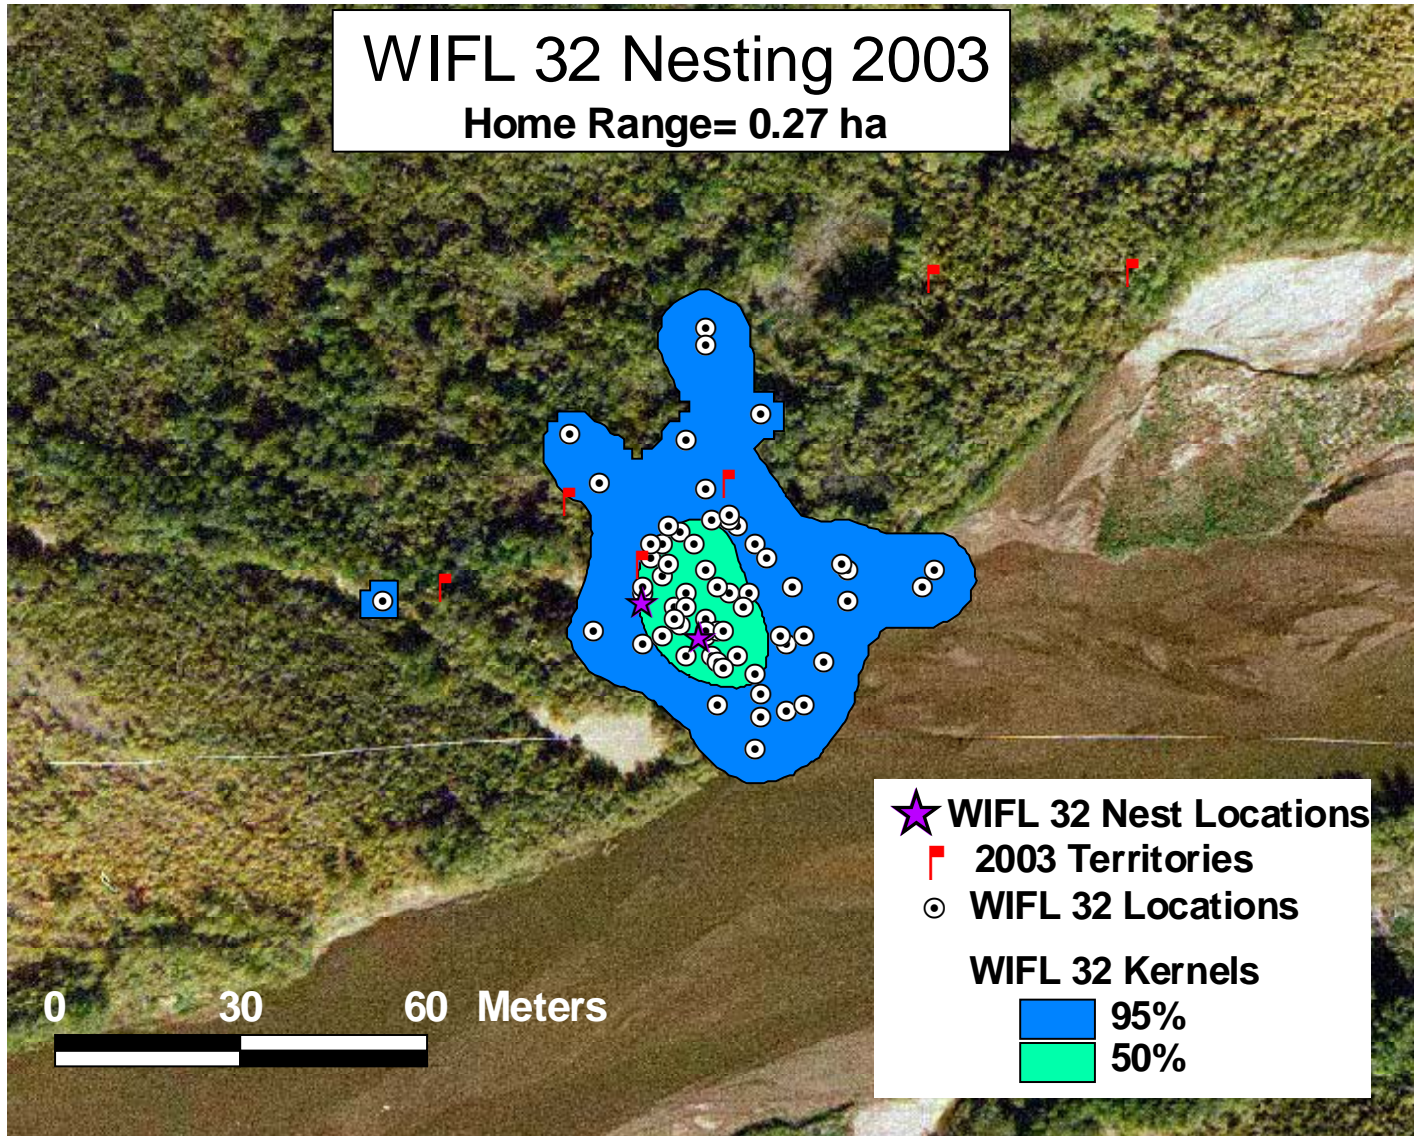 WIFL 32 Nesting 2003
Home Range= 0.27 ha
WIFL 32 Nest Locations
2003 Territories
WIFL 32 Locations
WIFL 32 Kernels
95%
50%
0 30 60 Meters